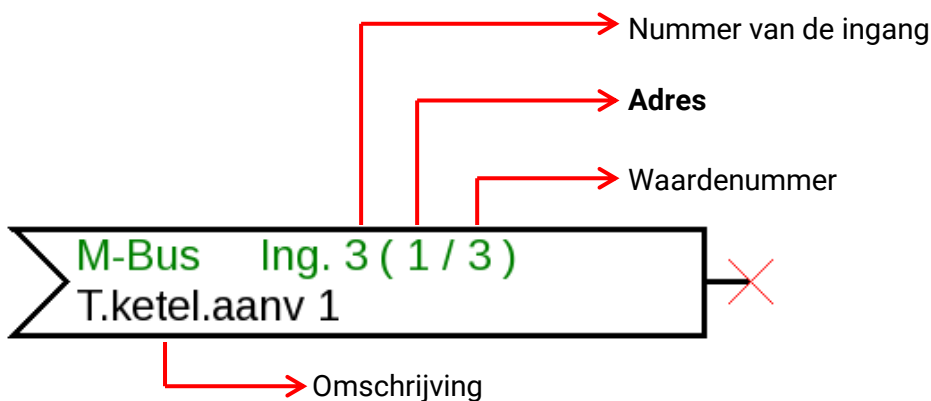 Nummer van de ingang
Adres
Waardenummer
M-Bus Ing. 3 ( 1 / 3 )
T.ketel.aanv 1
Omschrijving